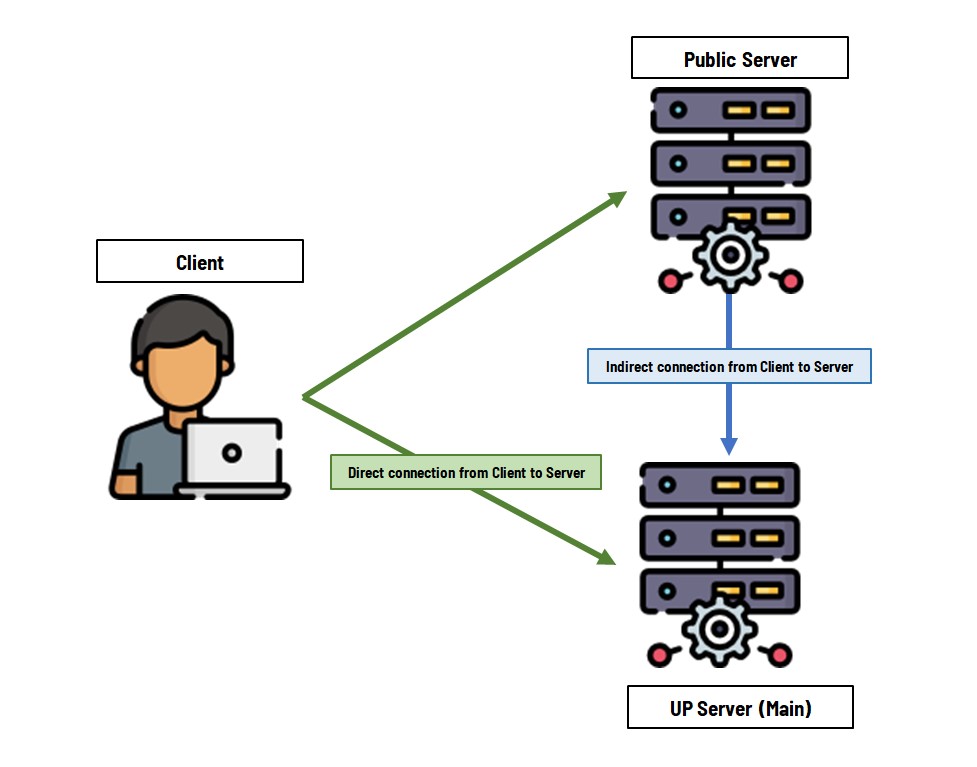 Public Server
Client
Indirect connection from Client to Server
Direct connection from Client to Server
UP Server (Main)